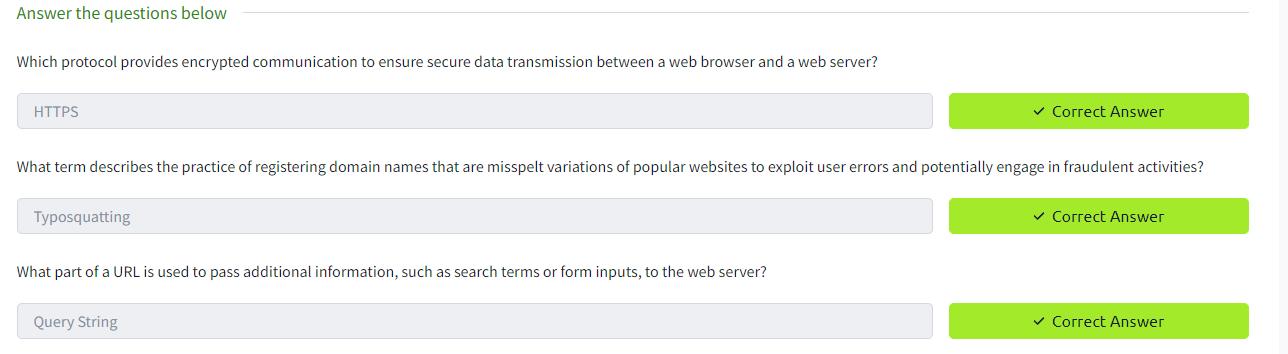 Answer the questions below
Which protocol provides encrypted communication to ensure secure data transmission between a web browser and a web server?
HTTPS
✓ Correct Answer
What term describes the practice of registering domain names that are misspelt variations of popular websites to exploit user errors and potentially engage in fraudulent activities?
Typosquatting
✓ Correct Answer
What part of a URL is used to pass additional information, such as search terms or form inputs, to the web server?
Query String
✓ Correct Answer